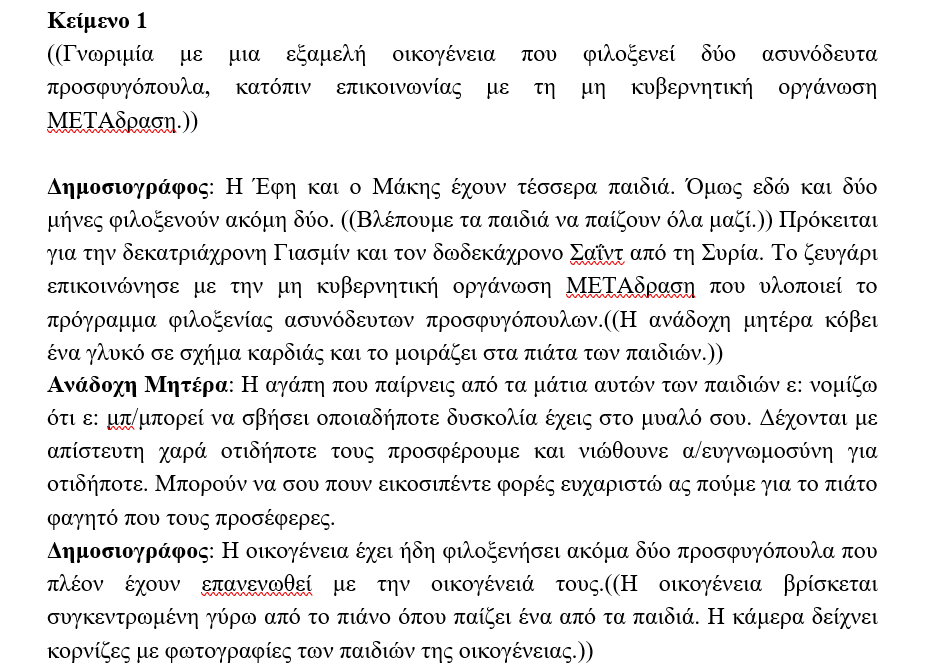 Κείμενο 1
((Γνωριμία με μια εξαμελή οικογένεια που φιλοξενεί δύο ασυνόδευτα
προσφυγόπουλα, κατόπιν επικοινωνίας με τη μη κυβερνητική οργάνωση
ΜΕΤΑδραση.))
Δημοσιογράφος: Η Έφη και ο Μάκης έχουν τέσσερα παιδιά. Όμως εδώ και δύο
μήνες φιλοξενούν ακόμη δύο. ((Βλέπουμε τα παιδιά να παίζουν όλα μαζί.)) Πρόκειται
για την δεκατριάχρονη Γιασμίν και τον δωδεκάχρονο Σαΐντ από τη Συρία. Το ζευγάρι
επικοινώνησε με την μη κυβερνητική οργάνωση ΜΕΤΑδραση που υλοποιεί το
πρόγραμμα φιλοξενίας ασυνόδευτων προσφυγόπουλων.((Η ανάδοχη μητέρα κόβει
ένα γλυκό σε σχήμα καρδιάς και το μοιράζει στα πιάτα των παιδιών.))
Ανάδοχη Μητέρα: Η αγάπη που παίρνεις από τα μάτια αυτών των παιδιών ε: νομίζω
ότι ε: μπ/μπορεί να σβήσει οποιαδήποτε δυσκολία έχεις στο μυαλό σου. Δέχονται με
απίστευτη χαρά οτιδήποτε τους προσφέρουμε και νιώθουνε α/ευγνωμοσύνη για
οτιδήποτε. Μπορούν να σου πουν εικοσιπέντε φορές ευχαριστώ ας πούμε για το πιάτο
φαγητό που τους προσέφερες.
Δημοσιογράφος: Η οικογένεια έχει ήδη φιλοξενήσει ακόμα δύο προσφυγόπουλα που
πλέον έχουν επανενωθεί με την οικογένειά τους.((Η οικογένεια βρίσκεται
συγκεντρωμένη γύρω από το πιάνο όπου παίζει ένα από τα παιδιά. Η κάμερα δείχνει
κορνίζες με φωτογραφίες των παιδιών της οικογένειας.))